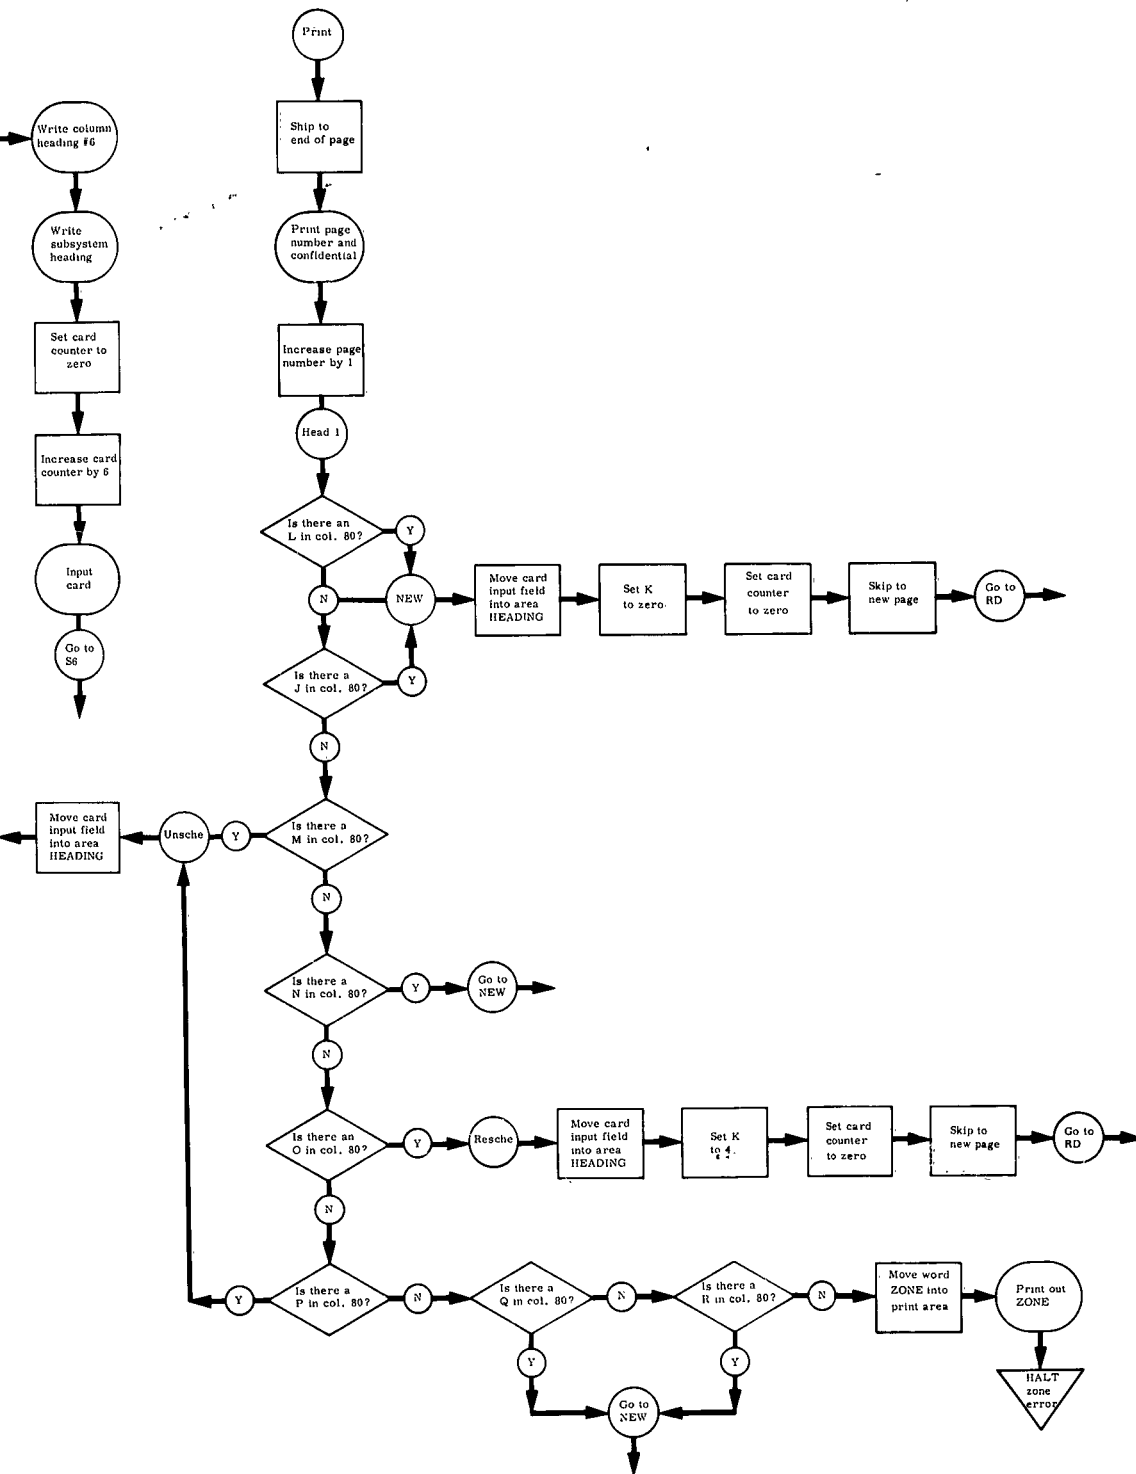 Print
Write column
heading #6
Ship to
end of page
Write
subsystem
heading
Print page
number and
confidential
Set card
counter to
zero
Increase page
number by 1
Head 1
Increase card
counter by 6
Is there an
L in col. 80?
Y
Input
card
N
NEW
Move card
input field
into area
HEADING
Set K
to zero.
Set card
counter
to zero
Skip to
new page
Go to
RD
Go to
S6
Is there a
J in col. 80?
Y
N
Move card
input field
into area
HEADING
Unsche
Y
Is there a
M in col. 80?
N
Is there a
N in col. 80?
Y
Go to
NEW
N
Is there an
O in col. 80?
Y
Resche
Move card
input field
into area
HEADING
Set K
to 4.
Set card
counter
to zero
Skip to
new page
Go to
RD
N
Y
Is there a
P in col. 80?
N
Is there a
Q in col. 80?
N
Is there a
R in col. 80?
N
Move word
ZONE into
print area
Print out
ZONE
Y
Y
Go to
NEW
HALT
zone
error